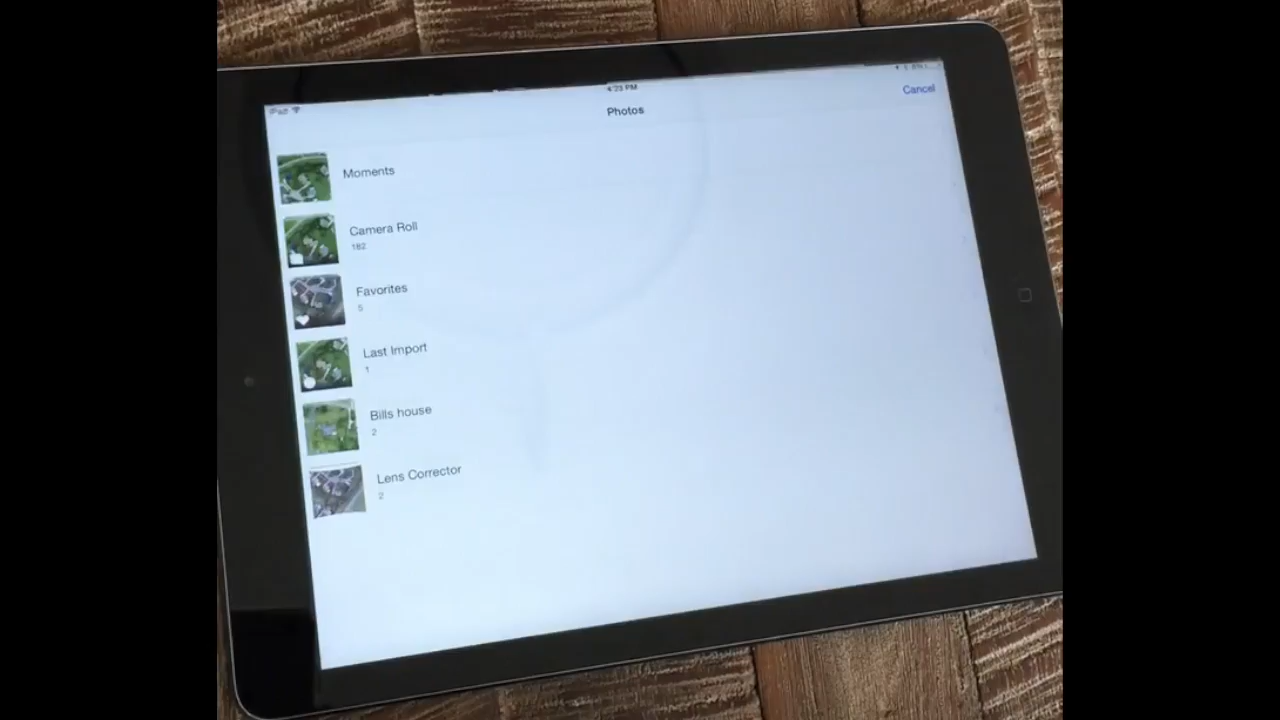 iPad
4:23 PM
Photos
Cancel
Moments
Camera Roll
182
Favorites
5
Last Import
1
Bills house
2
Lens Corrector
2